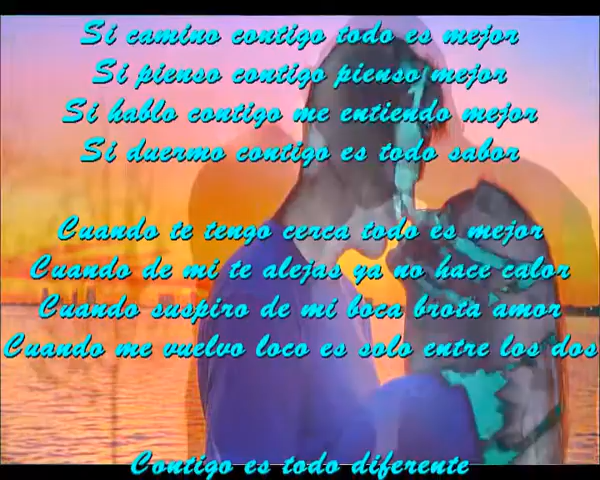 Si camino contigo todo es mejor
Si pienso contigo pienso mejor
Si hablo contigo me entiendo mejor
Si duermo contigo es todo sabor
Cuando te tengo cerca todo es mejor
Cuando de mi te alejas ya no hace calor
Cuando suspiro de mi boca brota amor
Cuando me vuelvo loco es solo entre los dos
Contigo es todo diferente